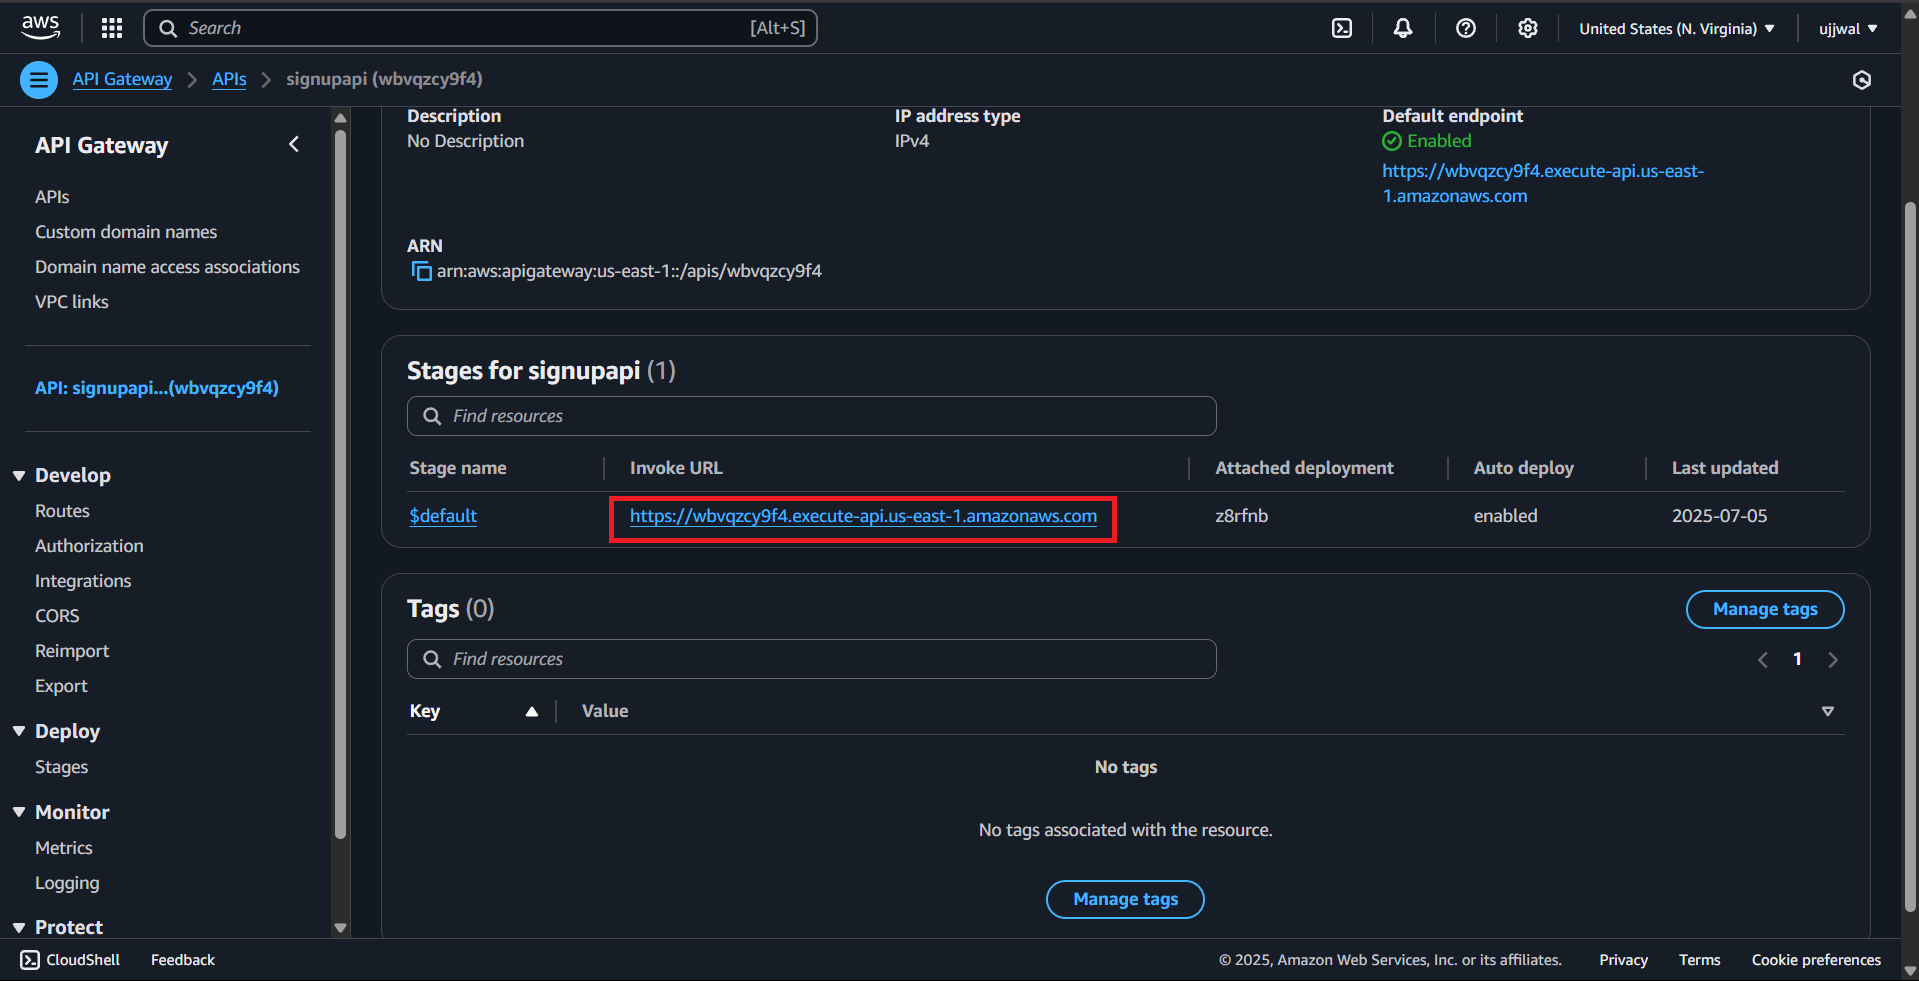 aws
Search [Alt+S]
United States (N. Virginia)
ujjwal
API Gateway > APIs > signupapi (wbvqzcy9f4)
API Gateway
APIs
Custom domain names
Domain name access associations
VPC links
API: signupapi...(wbvqzcy9f4)
Develop
Routes
Authorization
Integrations
CORS
Reimport
Export
Deploy
Stages
Monitor
Metrics
Logging
Protect
Description
No Description
IP address type
IPv4
Default endpoint
Enabled
https://wbvqzcy9f4.execute-api.us-east-
1.amazonaws.com
ARN
arn:aws:apigateway:us-east-1::/apis/wbvqzcy9f4
Stages for signupapi (1)
Find resources
Stage name Invoke URL Attached deployment Auto deploy Last updated
$default https://wbvqzcy9f4.execute-api.us-east-1.amazonaws.com z8rfnb enabled 2025-07-05
Tags (0)
Manage tags
Find resources
1
Key Value
No tags
No tags associated with the resource.
Manage tags
CloudShell Feedback © 2025, Amazon Web Services, Inc. or its affiliates. Privacy Terms Cookie preferences